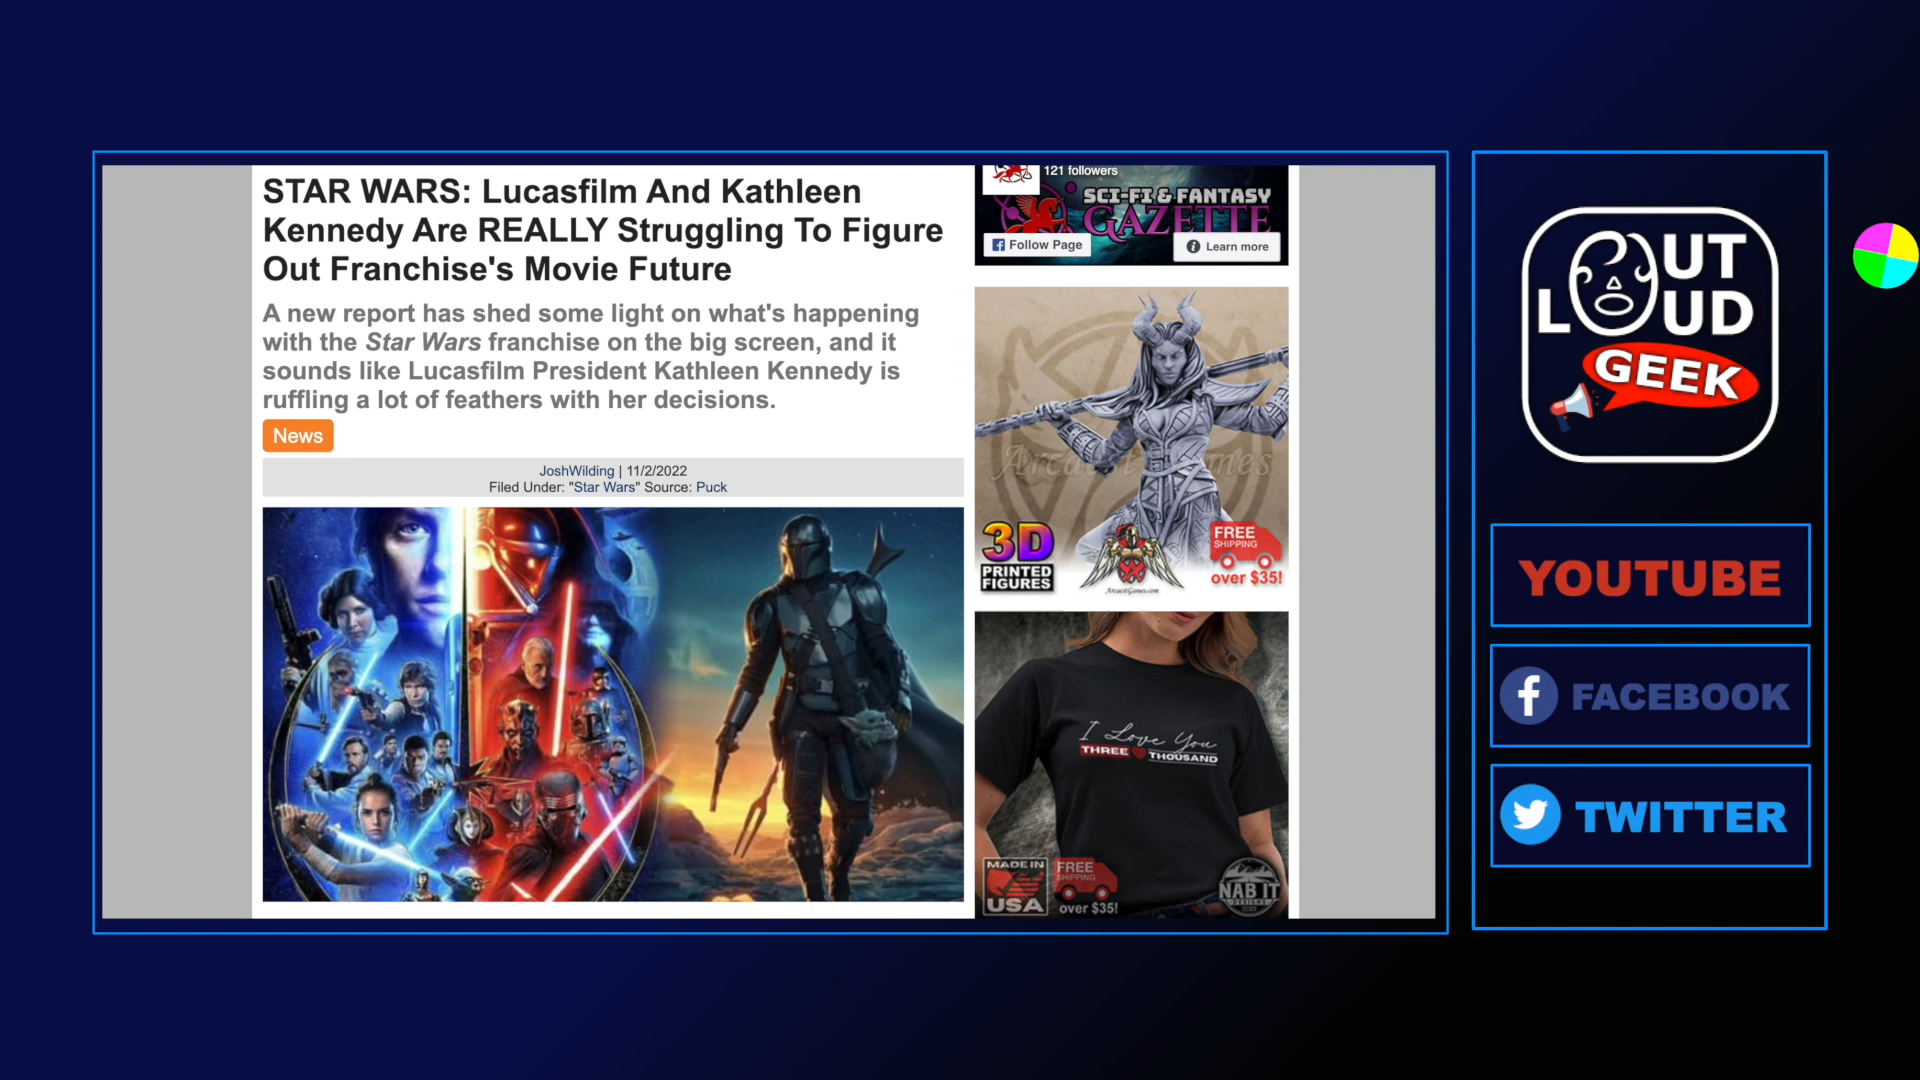 STAR WARS: Lucasfilm And Kathleen
Kennedy Are REALLY Struggling To Figure
Out Franchise's Movie Future
A new report has shed some light on what's happening
with the Star Wars franchise on the big screen, and it
sounds like Lucasfilm President Kathleen Kennedy is
ruffling a lot of feathers with her decisions.
News
JoshWilding | 11/2/2022
Filed Under: "Star Wars" Source: Puck
121 followers
SCI-FI & FANTASY
GAZETTE
Follow Page
Learn more
Arcaest Games
3D
PRINTED
FIGURES
FREE
SHIPPING
over $35!
I Love You
THREE THOUSAND
MADE IN
USA
FREE
SHIPPING
over $35!
NAB IT
DESIGNS
OUT
LOUD
GEEK
YOUTUBE
FACEBOOK
TWITTER